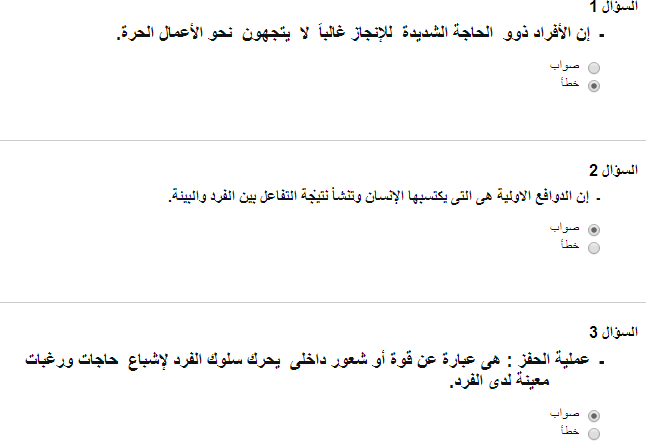 السؤال 1
- إن الأفراد ذوو الحاجة الشديدة للإنجاز غالباً لا يتجهون نحو الأعمال الحرة.
صواب
خطأ
السؤال 2
- إن الدوافع الاولية هى التى يكتسبها الإنسان وتنشأ نتيجة التفاعل بين الفرد والبيئة.
صواب
خطأ
السؤال 3
- عملية الحفز : هى عبارة عن قوة أو شعور داخلى يحرك سلوك الفرد لإشباع حاجات ورغبات
معينة لدى الفرد.
صواب
خطأ